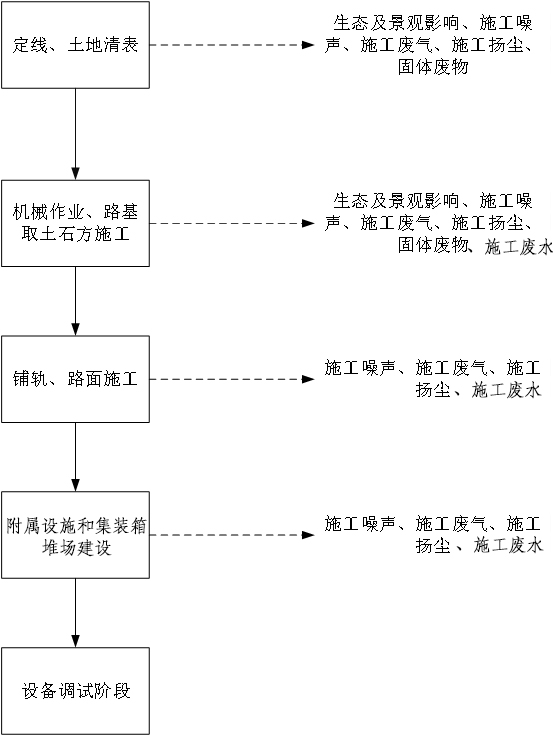 定线、土地清表
生态及景观影响、施工噪
声、施工废气、施工扬尘、
固体废物
机械作业、路基
取土石方施工
生态及景观影响、施工噪
声、施工废气、施工扬尘、
固体废物、施工废水
铺轨、路面施工
施工噪声、施工废气、施工
扬尘、施工废水
附属设施和集装箱
堆场建设
施工噪声、施工废气、施工
扬尘、施工废水
设备调试阶段